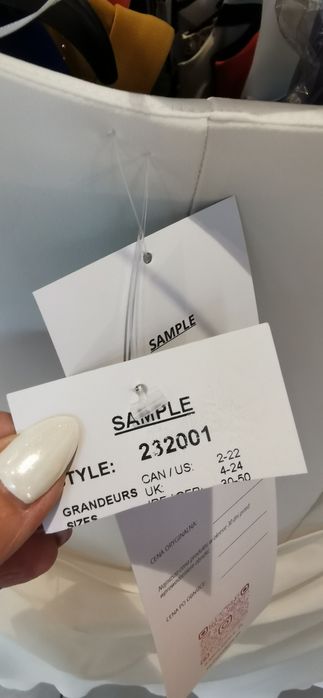 SAMPLE
SAMPLE
TYLE: 232001
GRANDEURS CAN / US: 2-22
SIZES UK: 4-24
30-50
CENA ORYGINALNA:
CENA PO OBNIŻCE: